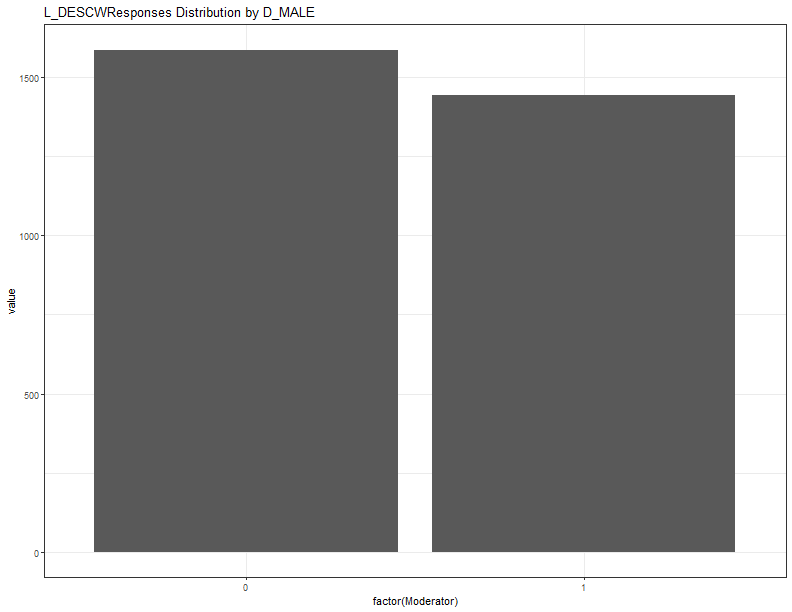 L_DESCWResponses Distribution by D_MALE
1500
1000
500
0
value
0 1
factor(Moderator)